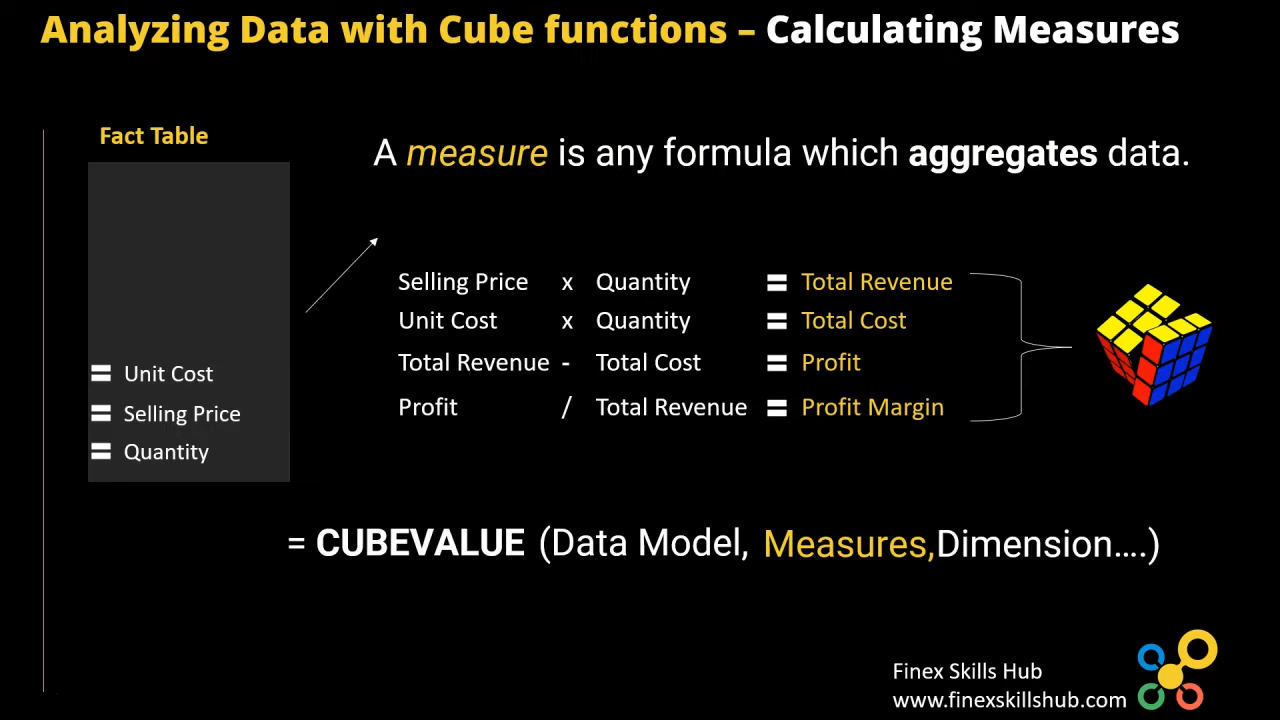 Analyzing Data with Cube functions – Calculating Measures
Fact Table
A measure is any formula which aggregates data.
Selling Price x Quantity = Total Revenue
Unit Cost x Quantity = Total Cost
Total Revenue - Total Cost = Profit
Profit / Total Revenue = Profit Margin
= Unit Cost
= Selling Price
= Quantity
= CUBEVALUE (Data Model, Measures,Dimension....)
Finex Skills Hub
www.finexskillshub.com